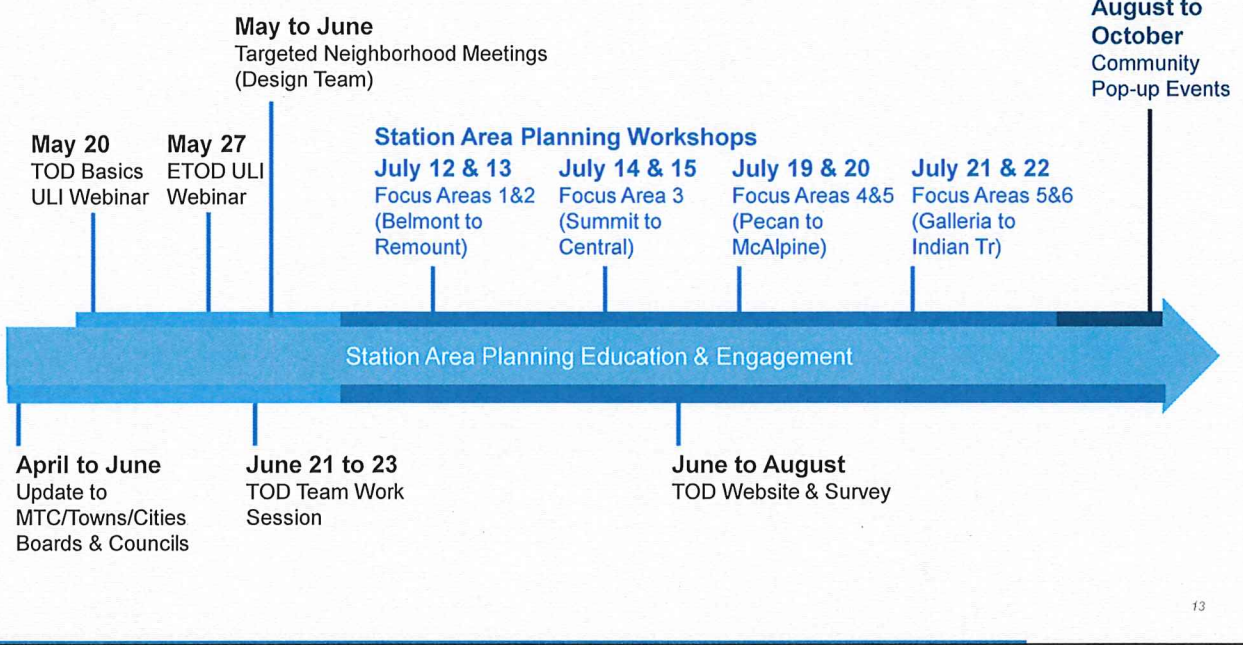 August to
October
Community
Pop-up Events
May to June
Targeted Neighborhood Meetings
(Design Team)
May 20
TOD Basics
ULI Webinar
May 27
ETOD ULI
Webinar
Station Area Planning Workshops
July 12 & 13
Focus Areas 1&2
(Belmont to
Remount)
July 14 & 15
Focus Area 3
(Summit to
Central)
July 19 & 20
Focus Areas 4&5
(Pecan to
McAlpine)
July 21 & 22
Focus Areas 5&6
(Galleria to
Indian Tr)
Station Area Planning Education & Engagement
April to June
Update to
MTC/Towns/Cities
Boards & Councils
June 21 to 23
TOD Team Work
Session
June to August
TOD Website & Survey
13